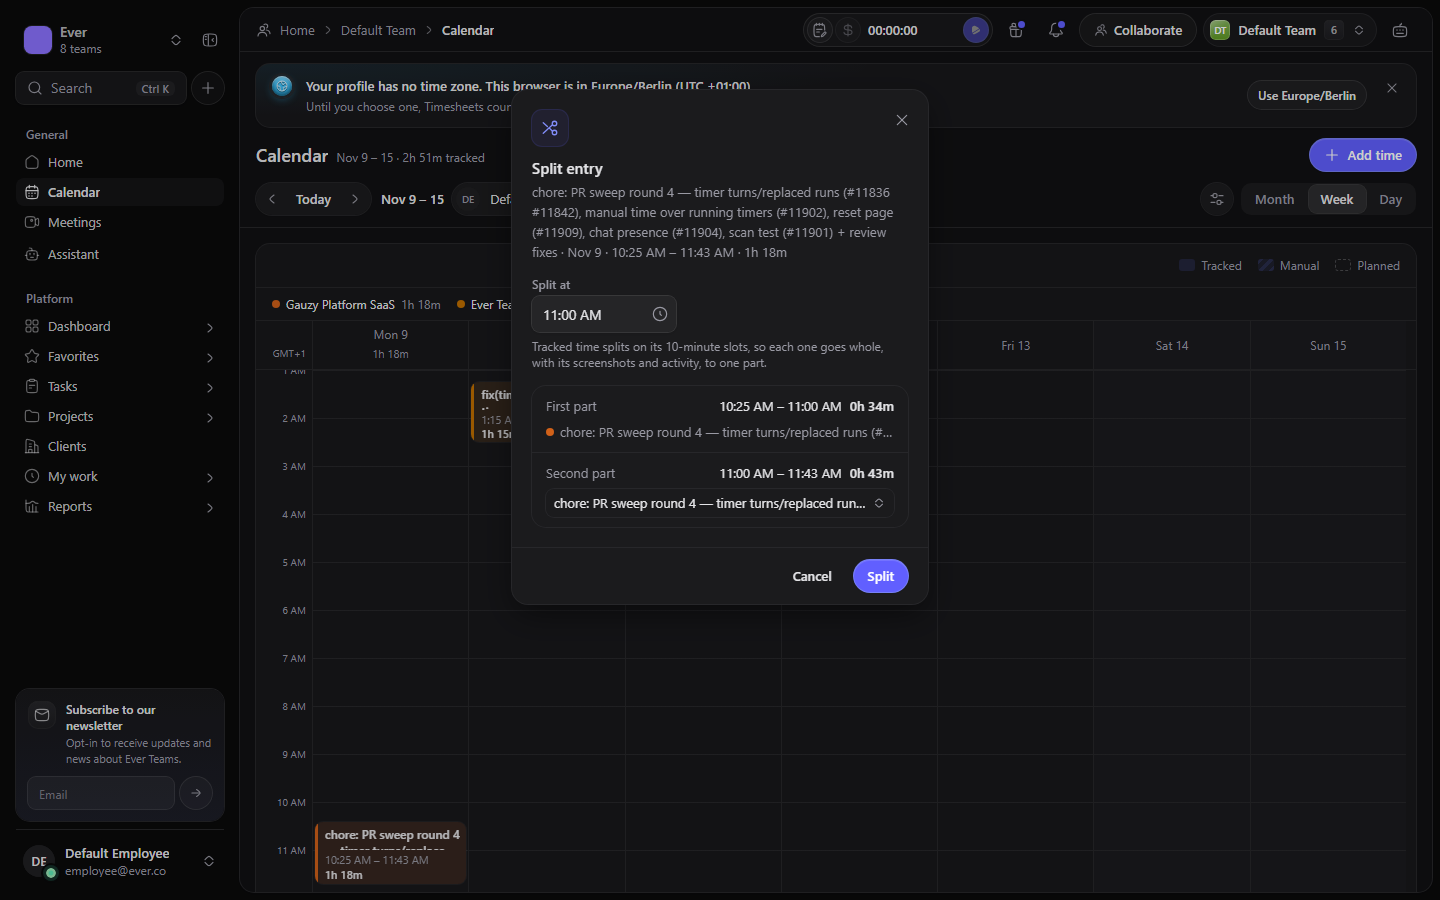 Ever
8 teams
Search
Ctrl K
General
Home
Calendar
Meetings
Assistant
Platform
Dashboard
Favorites
Tasks
Projects
Clients
My work
Reports
Subscribe to our
newsletter
Opt-in to receive updates and
news about Ever Teams.
Email
DE
Default Employee
employee@ever.co
Home
Default Team
Calendar
00:00:00
Collaborate
DT
Default Team
6
Your profile has no time zone. This browser is in Europe/Berlin (UTC +01:00)
Until you choose one, Timesheets
Use Europe/Berlin
Calendar
Nov 9 – 15 · 2h 51m tracked
Add time
Today
Nov 9 – 15
DE
Month
Week
Day
Tracked
Manual
Planned
Gauzy Platform SaaS 1h 18m
Ever
GMT+1
Mon 9
1h 18m
Fri 13
Sat 14
Sun 15
1 AM
2 AM
3 AM
4 AM
5 AM
6 AM
7 AM
8 AM
9 AM
10 AM
11 AM
1:15
chore: PR sweep round 4
10:25 AM – 11:43 AM
1h 18m
Split entry
chore: PR sweep round 4 — timer turns/replaced runs (#11836
#11842), manual time over running timers (#11902), reset page
(#11909), chat presence (#11904), scan test (#11901) + review
fixes · Nov 9 · 10:25 AM – 11:43 AM · 1h 18m
Split at
11:00 AM
Tracked time splits on its 10-minute slots, so each one goes whole,
with its screenshots and activity, to one part.
First part
10:25 AM – 11:00 AM 0h 34m
chore: PR sweep round 4 — timer turns/replaced runs (#...
Second part
11:00 AM – 11:43 AM 0h 43m
chore: PR sweep round 4 — timer turns/replaced run...
Cancel
Split